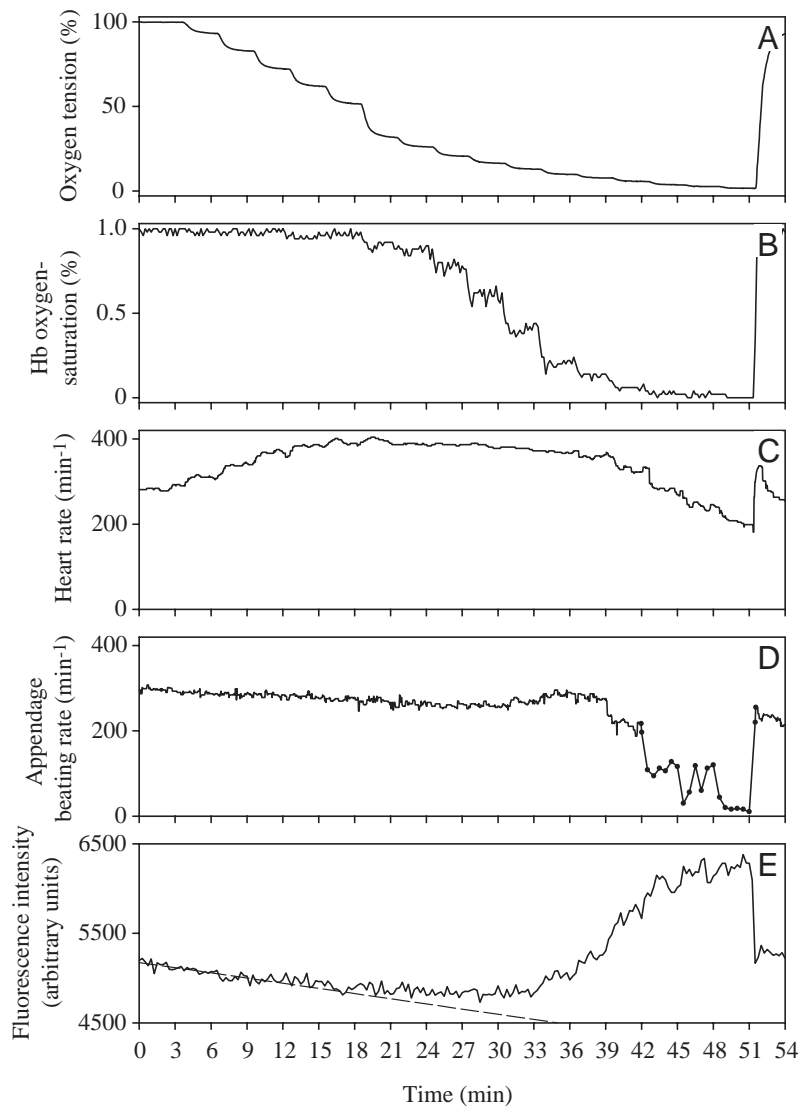 A
Oxygen tension (%)
100
50
0
B
Hb oxygen-
saturation (%)
1.0
0.5
0
C
Heart rate (min-1)
400
200
0
D
Appendage
beating rate (min-1)
400
200
0
E
Fluorescence intensity
(arbitrary units)
6500
5500
4500
0 3 6 9 12 15 18 21 24 27 30 33 36 39 42 45 48 51 54
Time (min)